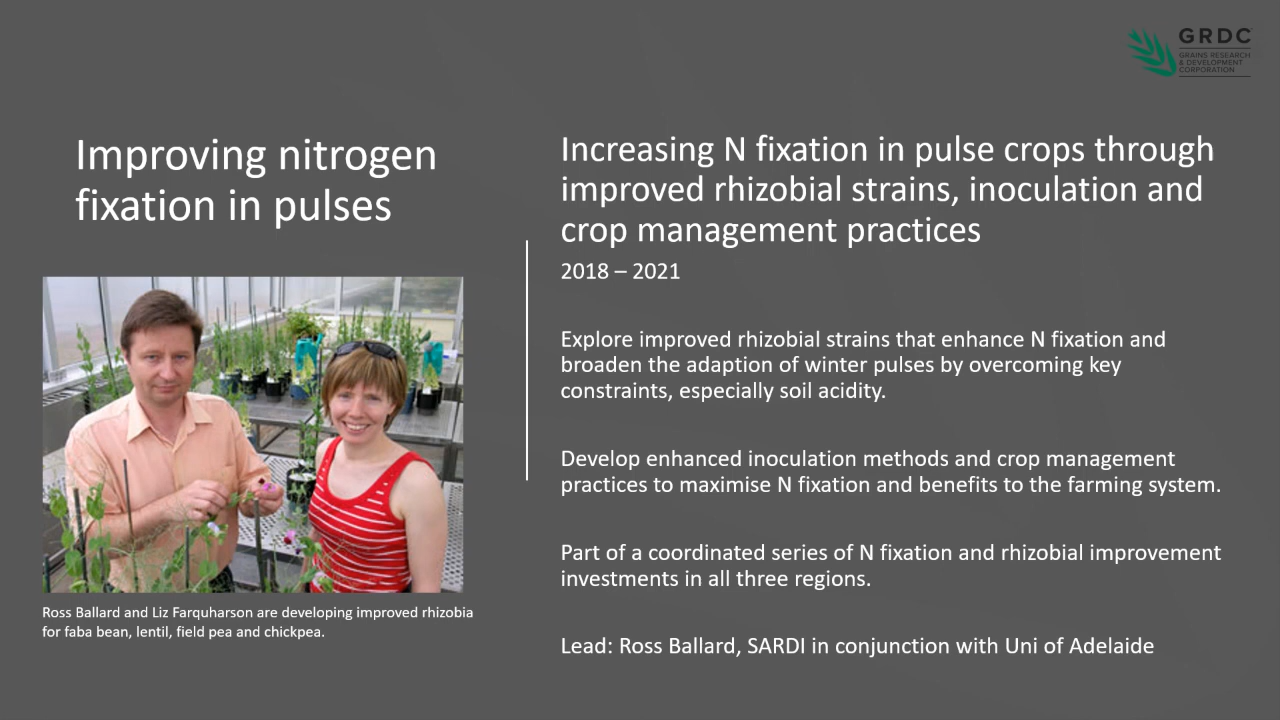 GRDC
GRAINS RESEARCH
& DEVELOPMENT
CORPORATION
Improving nitrogen
fixation in pulses
Ross Ballard and Liz Farquharson are developing improved rhizobia
for faba bean, lentil, field pea and chickpea.
Increasing N fixation in pulse crops through
improved rhizobial strains, inoculation and
crop management practices
2018 – 2021
Explore improved rhizobial strains that enhance N fixation and
broaden the adaption of winter pulses by overcoming key
constraints, especially soil acidity.
Develop enhanced inoculation methods and crop management
practices to maximise N fixation and benefits to the farming system.
Part of a coordinated series of N fixation and rhizobial improvement
investments in all three regions.
Lead: Ross Ballard, SARDI in conjunction with Uni of Adelaide